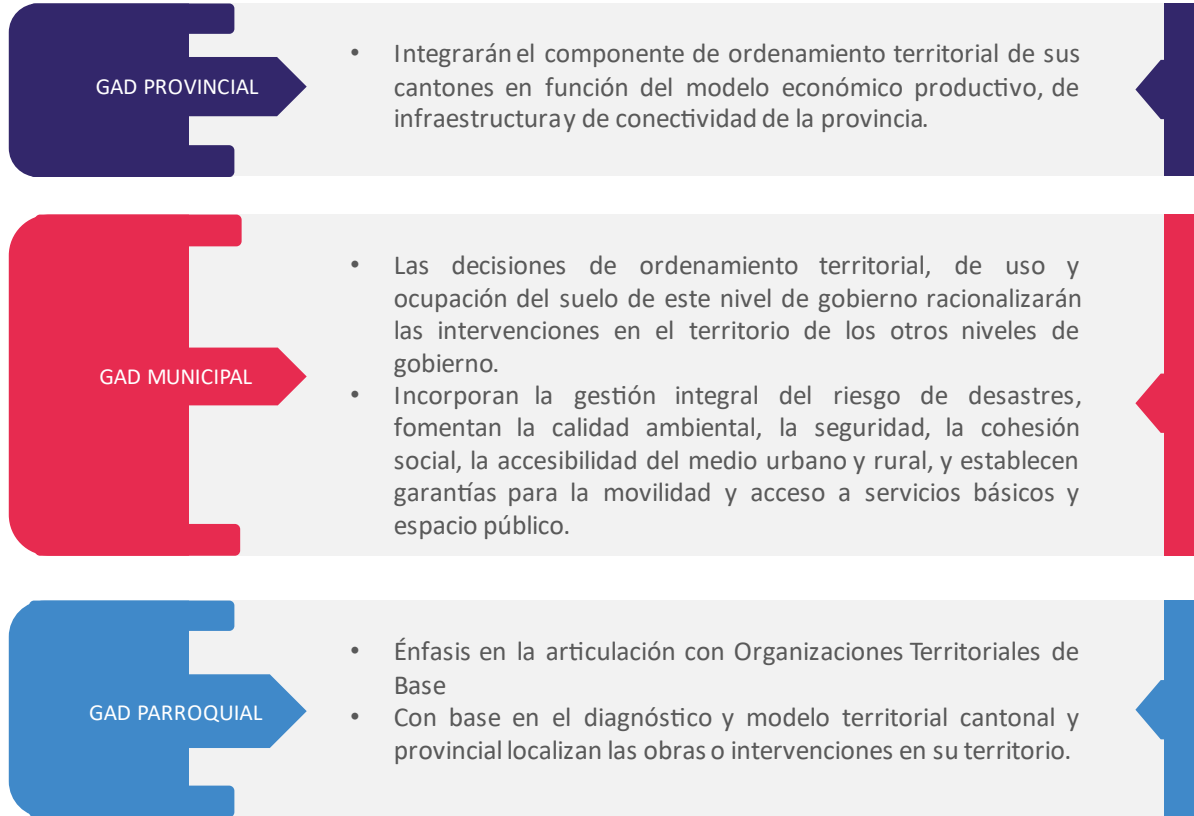 GAD PROVINCIAL
• Integrarán el componente de ordenamiento territorial de sus
cantones en función del modelo económico productivo, de
infraestructura y de conectividad de la provincia.
GAD MUNICIPAL
• Las decisiones de ordenamiento territorial, de uso y
ocupación del suelo de este nivel de gobierno racionalizarán
las intervenciones en el territorio de los otros niveles de
gobierno.
• Incorporan la gestión integral del riesgo de desastres,
fomentan la calidad ambiental, la seguridad, la cohesión
social, la accesibilidad del medio urbano y rural, y establecen
garantías para la movilidad y acceso a servicios básicos y
espacio público.
GAD PARROQUIAL
• Énfasis en la articulación con Organizaciones Territoriales de
Base
• Con base en el diagnóstico y modelo territorial cantonal y
provincial localizan las obras o intervenciones en su territorio.